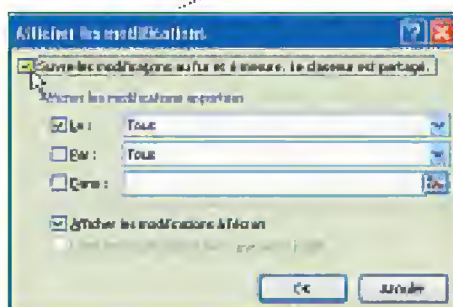 Afficher les modifications
Suivre les modifications au fur et à mesure. Le classeur est partagé.
Afficher les modifications apportées
Le : Tous
Par : Tous
Dans :
Afficher les modifications à l'écran
OK Annuler